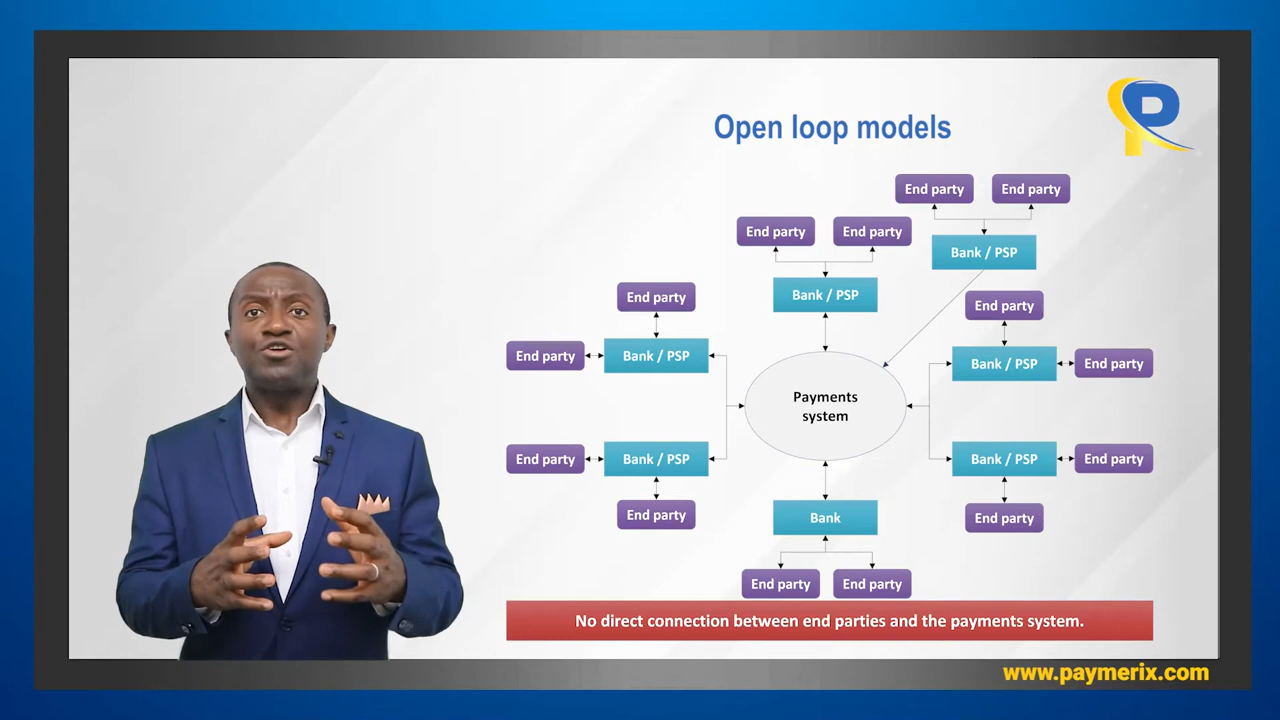 Open loop models
End party
End party
End party
End party
Bank / PSP
Bank / PSP
End party
End party
End party
Bank / PSP
Bank / PSP
End party
Payments
system
End party
Bank / PSP
Bank / PSP
End party
End party
Bank
End party
End party
End party
No direct connection between end parties and the payments system.
www.paymerix.com